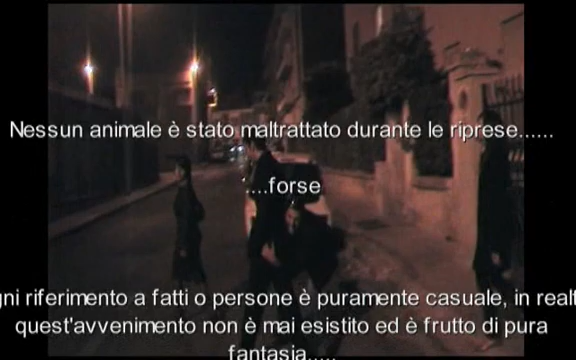 Nessun animale è stato maltrattato durante le riprese......
....forse
gni riferimento a fatti o persone è puramente casuale, in realt
quest'avvenimento non è mai esistito ed è frutto di pura
fantasia.....